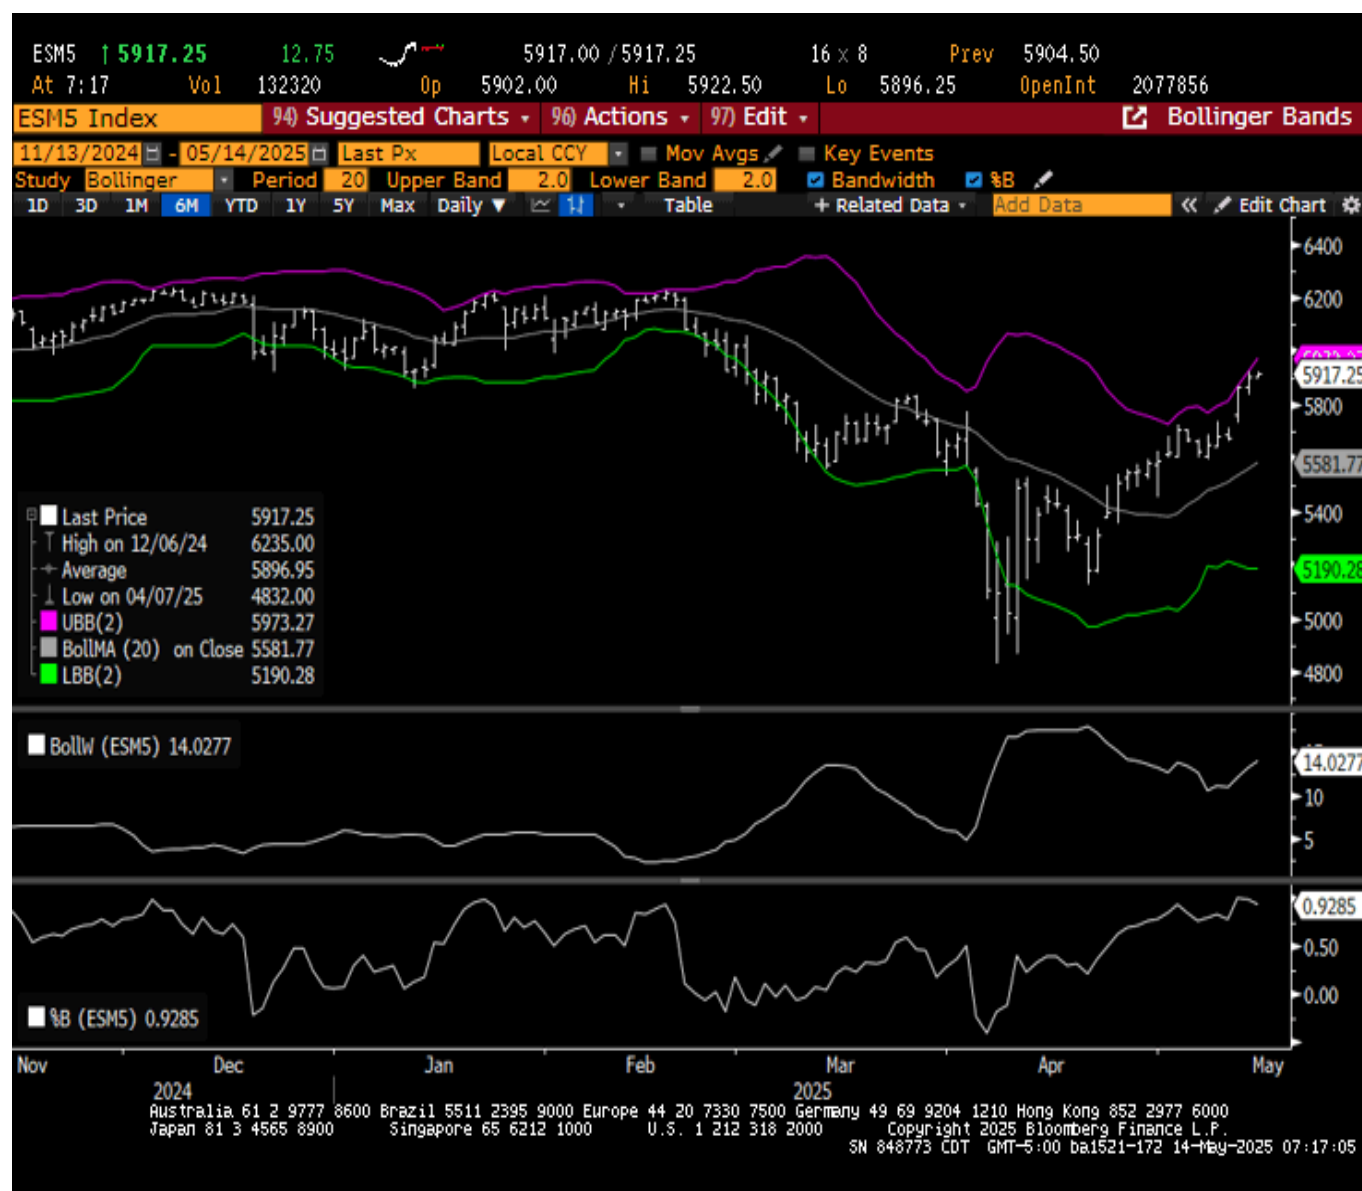 ESM5 ↑5917.25 12.75 5917.00 / 5917.25 16 × 8 Prev 5904.50
At 7:17 Vol 132320 Op 5902.00 Hi 5922.50 Lo 5896.25 OpenInt 2077856
ESM5 Index 94) Suggested Charts 96) Actions 97) Edit Bollinger Bands
11/13/2024 - 05/14/2025 Last Px Local CCY Mov Avgs Key Events
Study Bollinger Period 20 Upper Band 2.0 Lower Band 2.0 Bandwidth %B
1D 3D 1M 6M YTD 1Y 5Y Max Daily ▼ Table + Related Data Add Data « Edit Chart
6400
6200
5917.25
5800
5581.77
5400
5190.28
5000
4800
Last Price 5917.25
High on 12/06/24 6235.00
Average 5896.95
Low on 04/07/25 4832.00
UBB(2) 5973.27
BollMA (20) on Close 5581.77
LBB(2) 5190.28
BollW (ESM5) 14.0277
14.0277
10
5
0.9285
0.50
0.00
%B (ESM5) 0.9285
Nov Dec Jan Feb Mar Apr May
2024 2025
Australia 61 2 9777 8600 Brazil 5511 2395 9000 Europe 44 20 7330 7500 Germany 49 69 9204 1210 Hong Kong 852 2977 6000
Japan 81 3 4565 8900 Singapore 65 6212 1000 U.S. 1 212 318 2000 Copyright 2025 Bloomberg Finance L.P.
SN 848773 CDT GMT-5:00 ba1521-172 14-May-2025 07:17:05